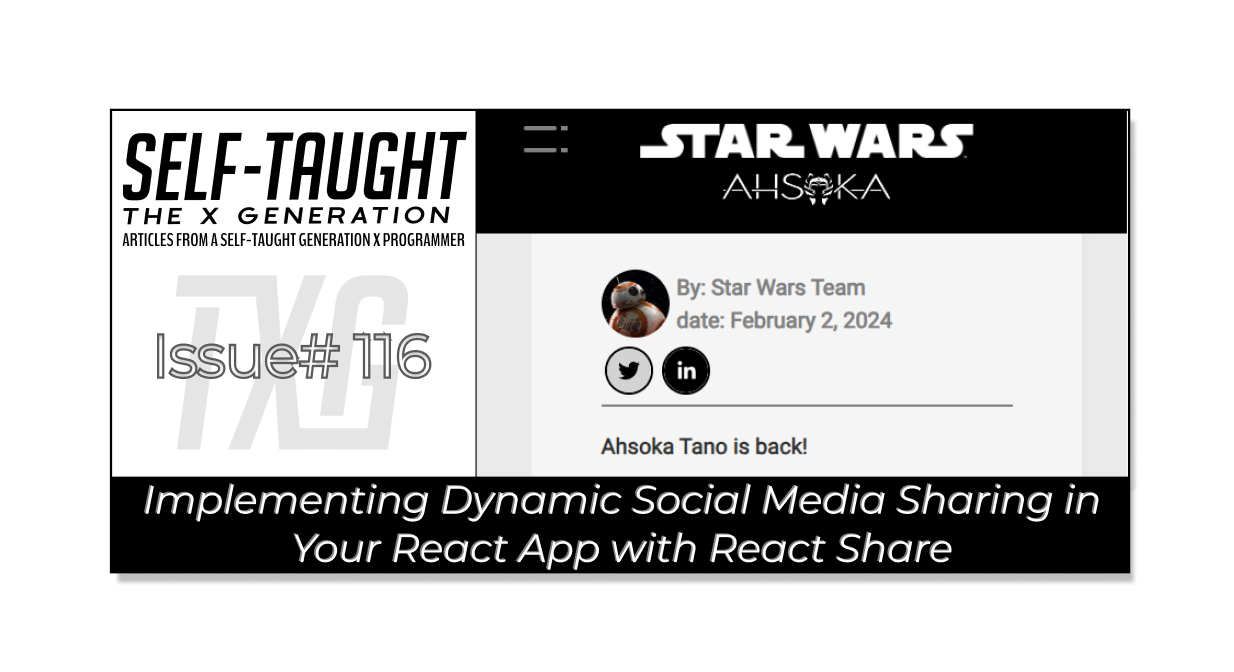 SELF-TAUGHT
THE X GENERATION
ARTICLES FROM A SELF-TAUGHT GENERATION X PROGRAMMER
TXG
Issue# 116
STAR WARS
AHSOKA
By: Star Wars Team
date: February 2, 2024
in
Ahsoka Tano is back!
Implementing Dynamic Social Media Sharing in
Your React App with React Share